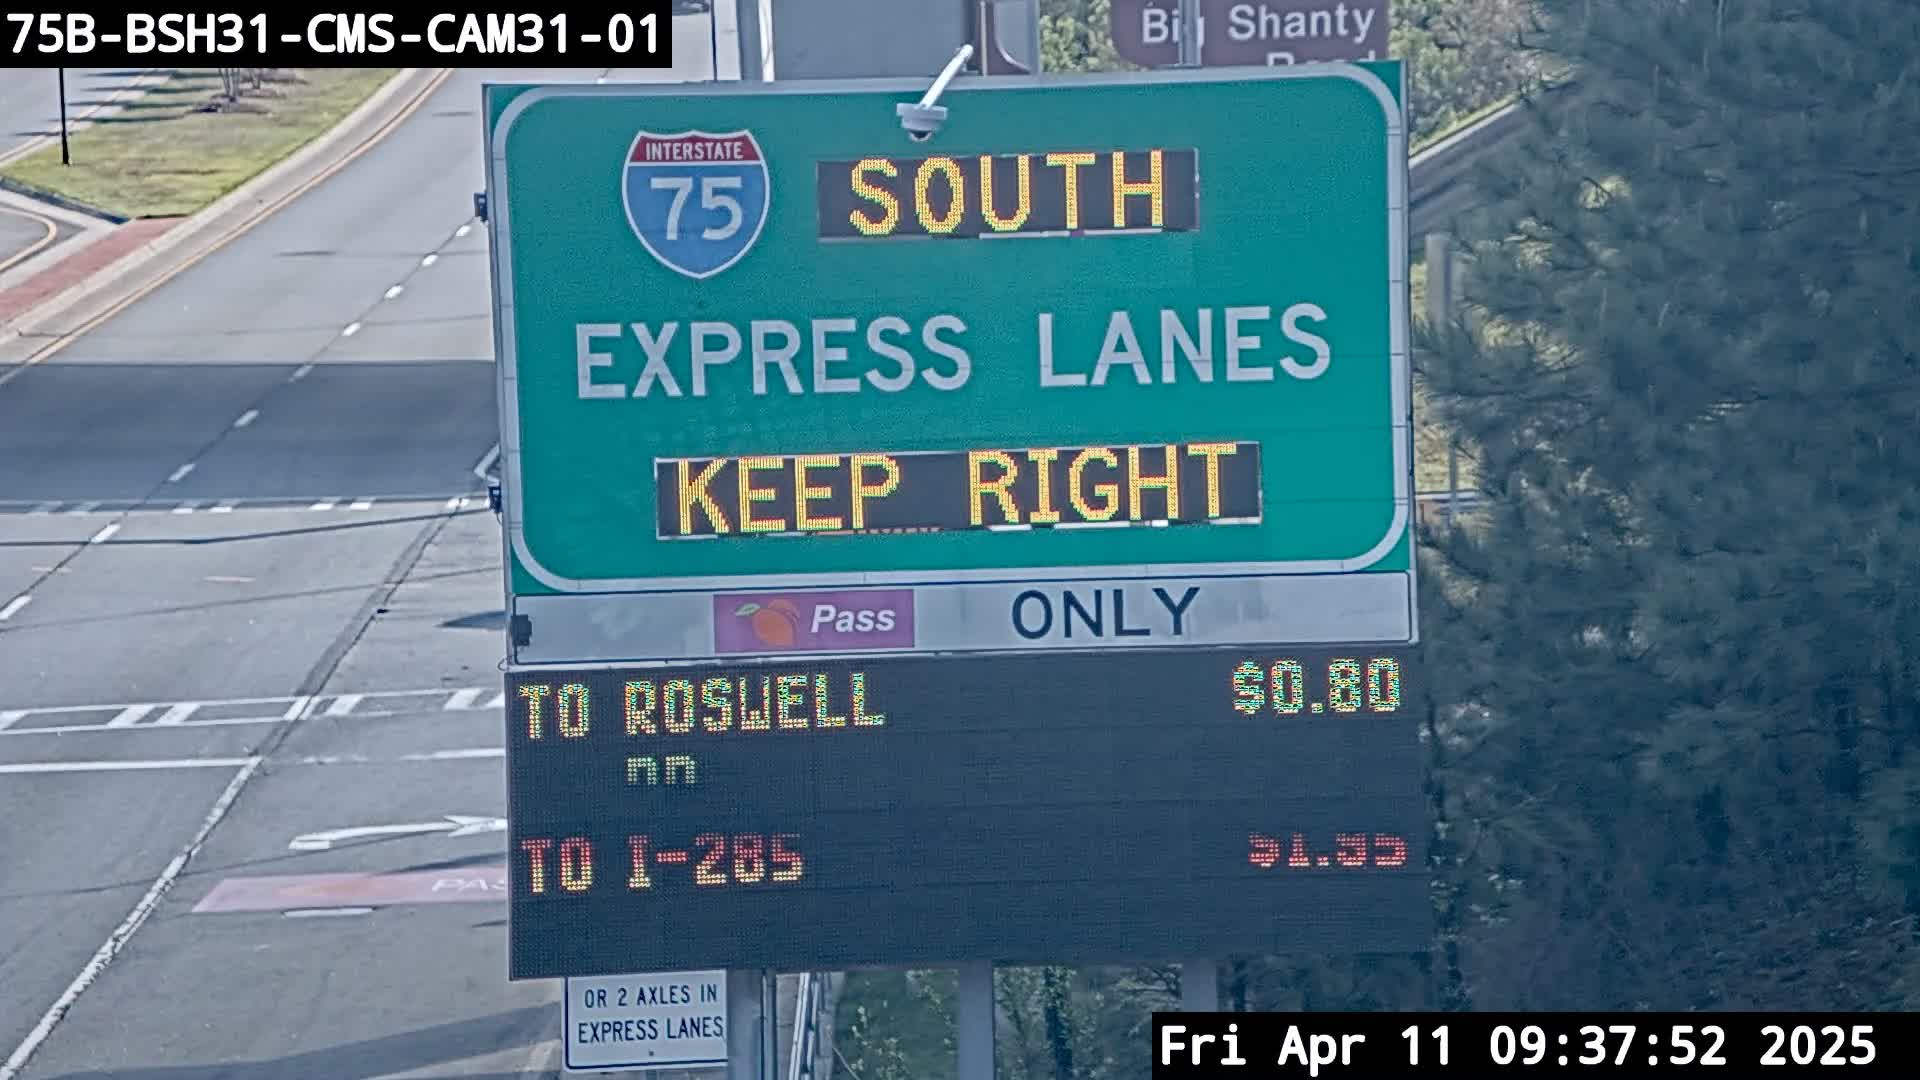 75B-BSH31-CMS-CAM31-01
Big Shanty
Road
INTERSTATE
75
SOUTH
EXPRESS LANES
KEEP RIGHT
Pass ONLY
TO ROSWELL $0.80
TO I-285
OR 2 AXLES IN
EXPRESS LANES
Fri Apr 11 09:37:52 2025